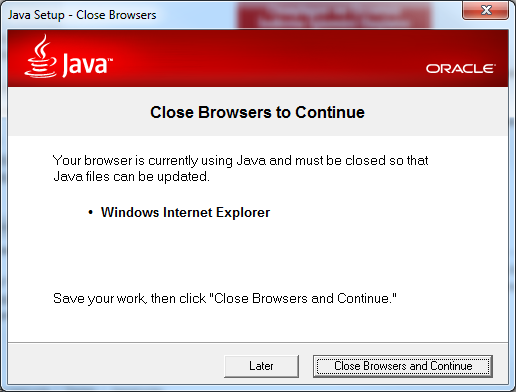 Java Setup - Close Browsers
Java™
ORACLE®
Close Browsers to Continue
Your browser is currently using Java and must be closed so that
Java files can be updated.
• Windows Internet Explorer
Save your work, then click "Close Browsers and Continue."
Later
Close Browsers and Continue